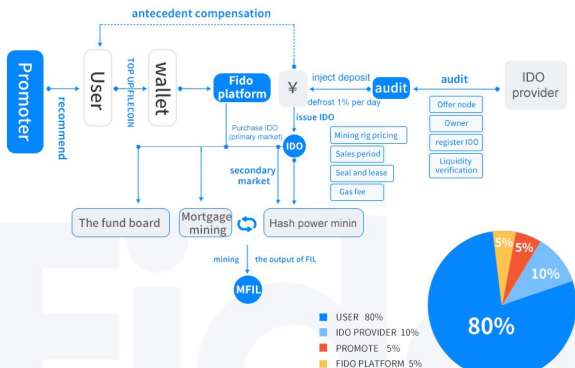 antecedent compensation
Promoter
recommend
User
TOP UP/FILECOIN
wallet
Fido
platform
¥
inject deposit
defrost 1% per day
audit
audit
IDO
provider
Offer node
Owner
register IDO
Liquidity
verification
issue IDO
Purchase IDO
(primary market)
IDO
Mining rig pricing
Sales period
Seal and lease
Gas fee
secondary
market
The fund board
Mortgage
mining
Hash power minin
mining
the output of FIL
MFIL
5%
5%
10%
80%
USER 80%
IDO PROVIDER 10%
PROMOTE 5%
FIDO PLATFORM 5%
Fid